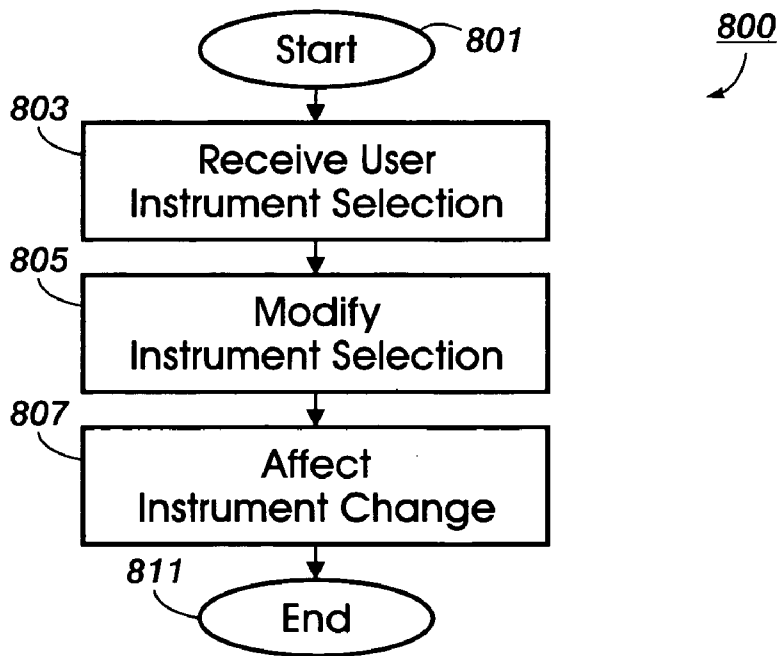 Start
801
800
803
Receive User
Instrument Selection
805
Modify
Instrument Selection
807
Affect
Instrument Change
811
End